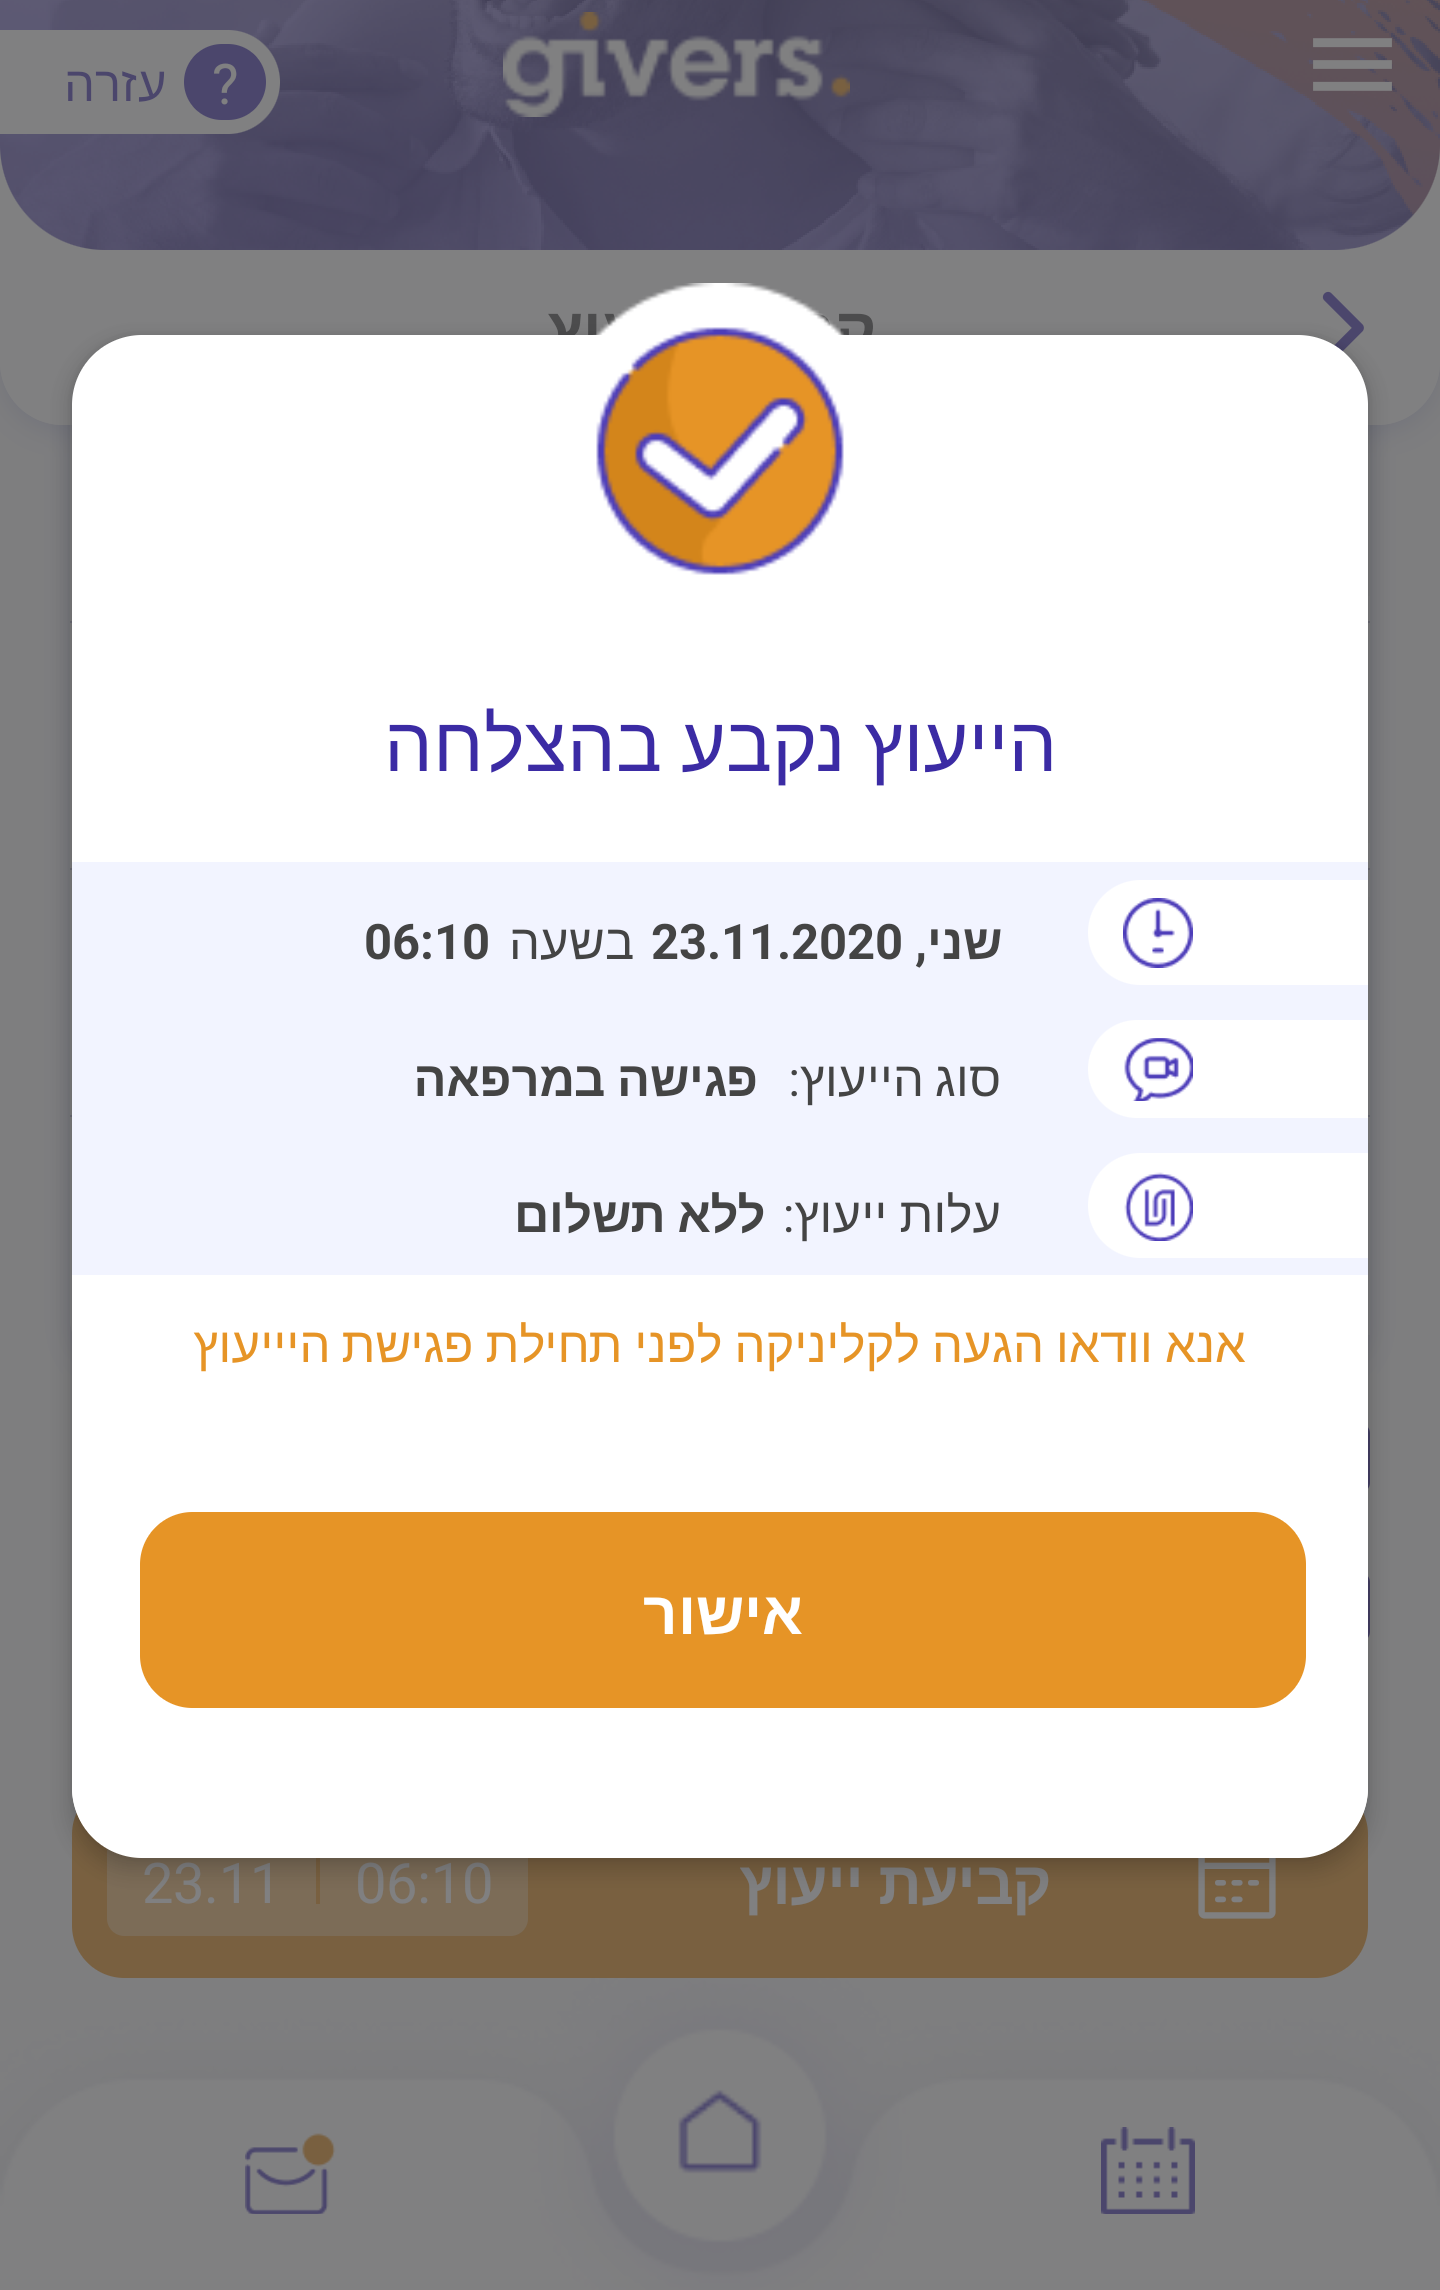 givers.
? עזרה
הייעוץ נקבע בהצלחה
שני, 23.11.2020 בשעה 06:10
סוג הייעוץ: פגישה במרפאה
עלות ייעוץ: ללא תשלום
אנא וודאו הגעה לקליניקה לפני תחילת פגישת היייעוץ
אישור
קביעת ייעוץ 06:10 23.11